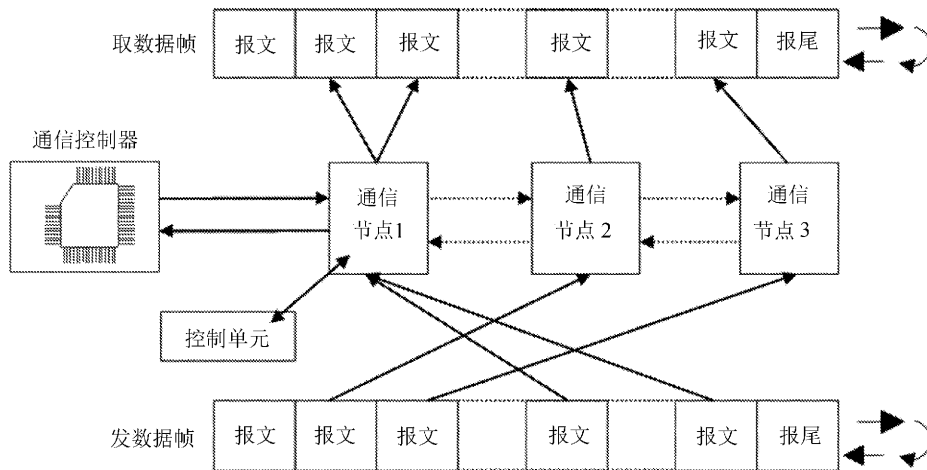 取数据帧 报文 报文 报文 报文 报文 报尾
通信控制器
通信 通信 通信
节点1 节点2 节点3
控制单元
发数据帧 报文 报文 报文 报文 报文 报尾